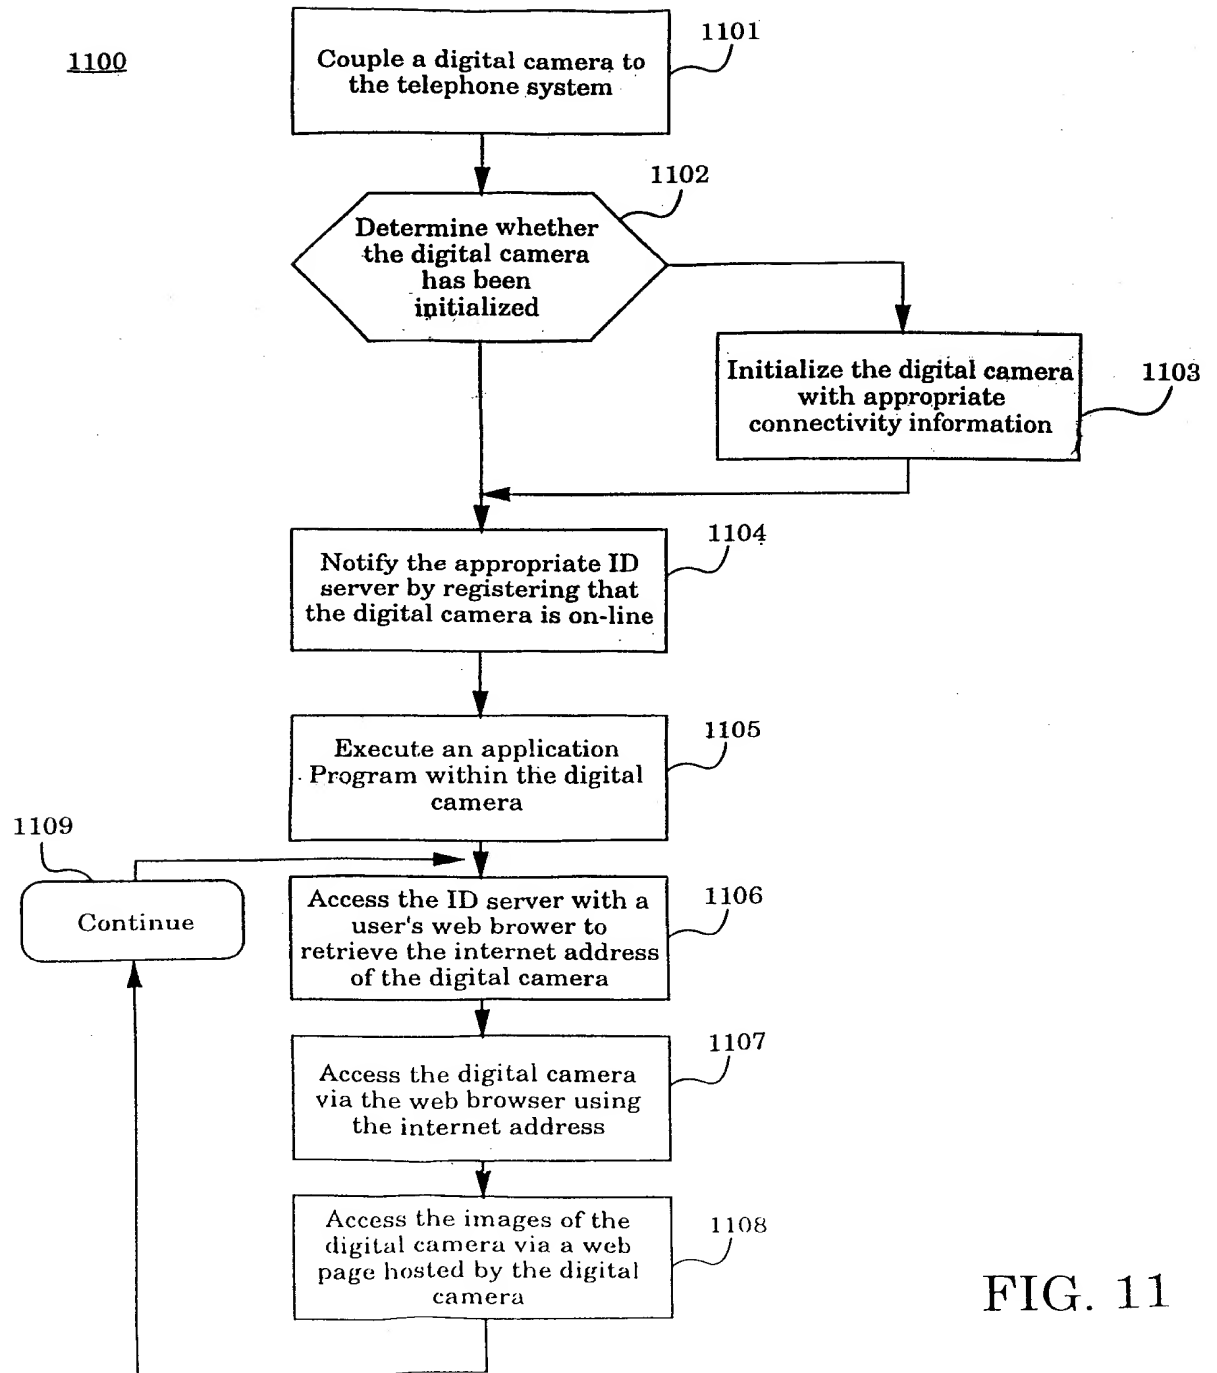 1100
1101
Couple a digital camera to
the telephone system
1102
Determine whether
the digital camera
has been
initialized
Initialize the digital camera
with appropriate
connectivity information
1103
1104
Notify the appropriate ID
server by registering that
the digital camera is on-line
1105
Execute an application
Program within the digital
camera
1109
Continue
1106
Access the ID server with a
user's web brower to
retrieve the internet address
of the digital camera
1107
Access the digital camera
via the web browser using
the internet address
1108
Access the images of the
digital camera via a web
page hosted by the digital
camera
FIG. 11